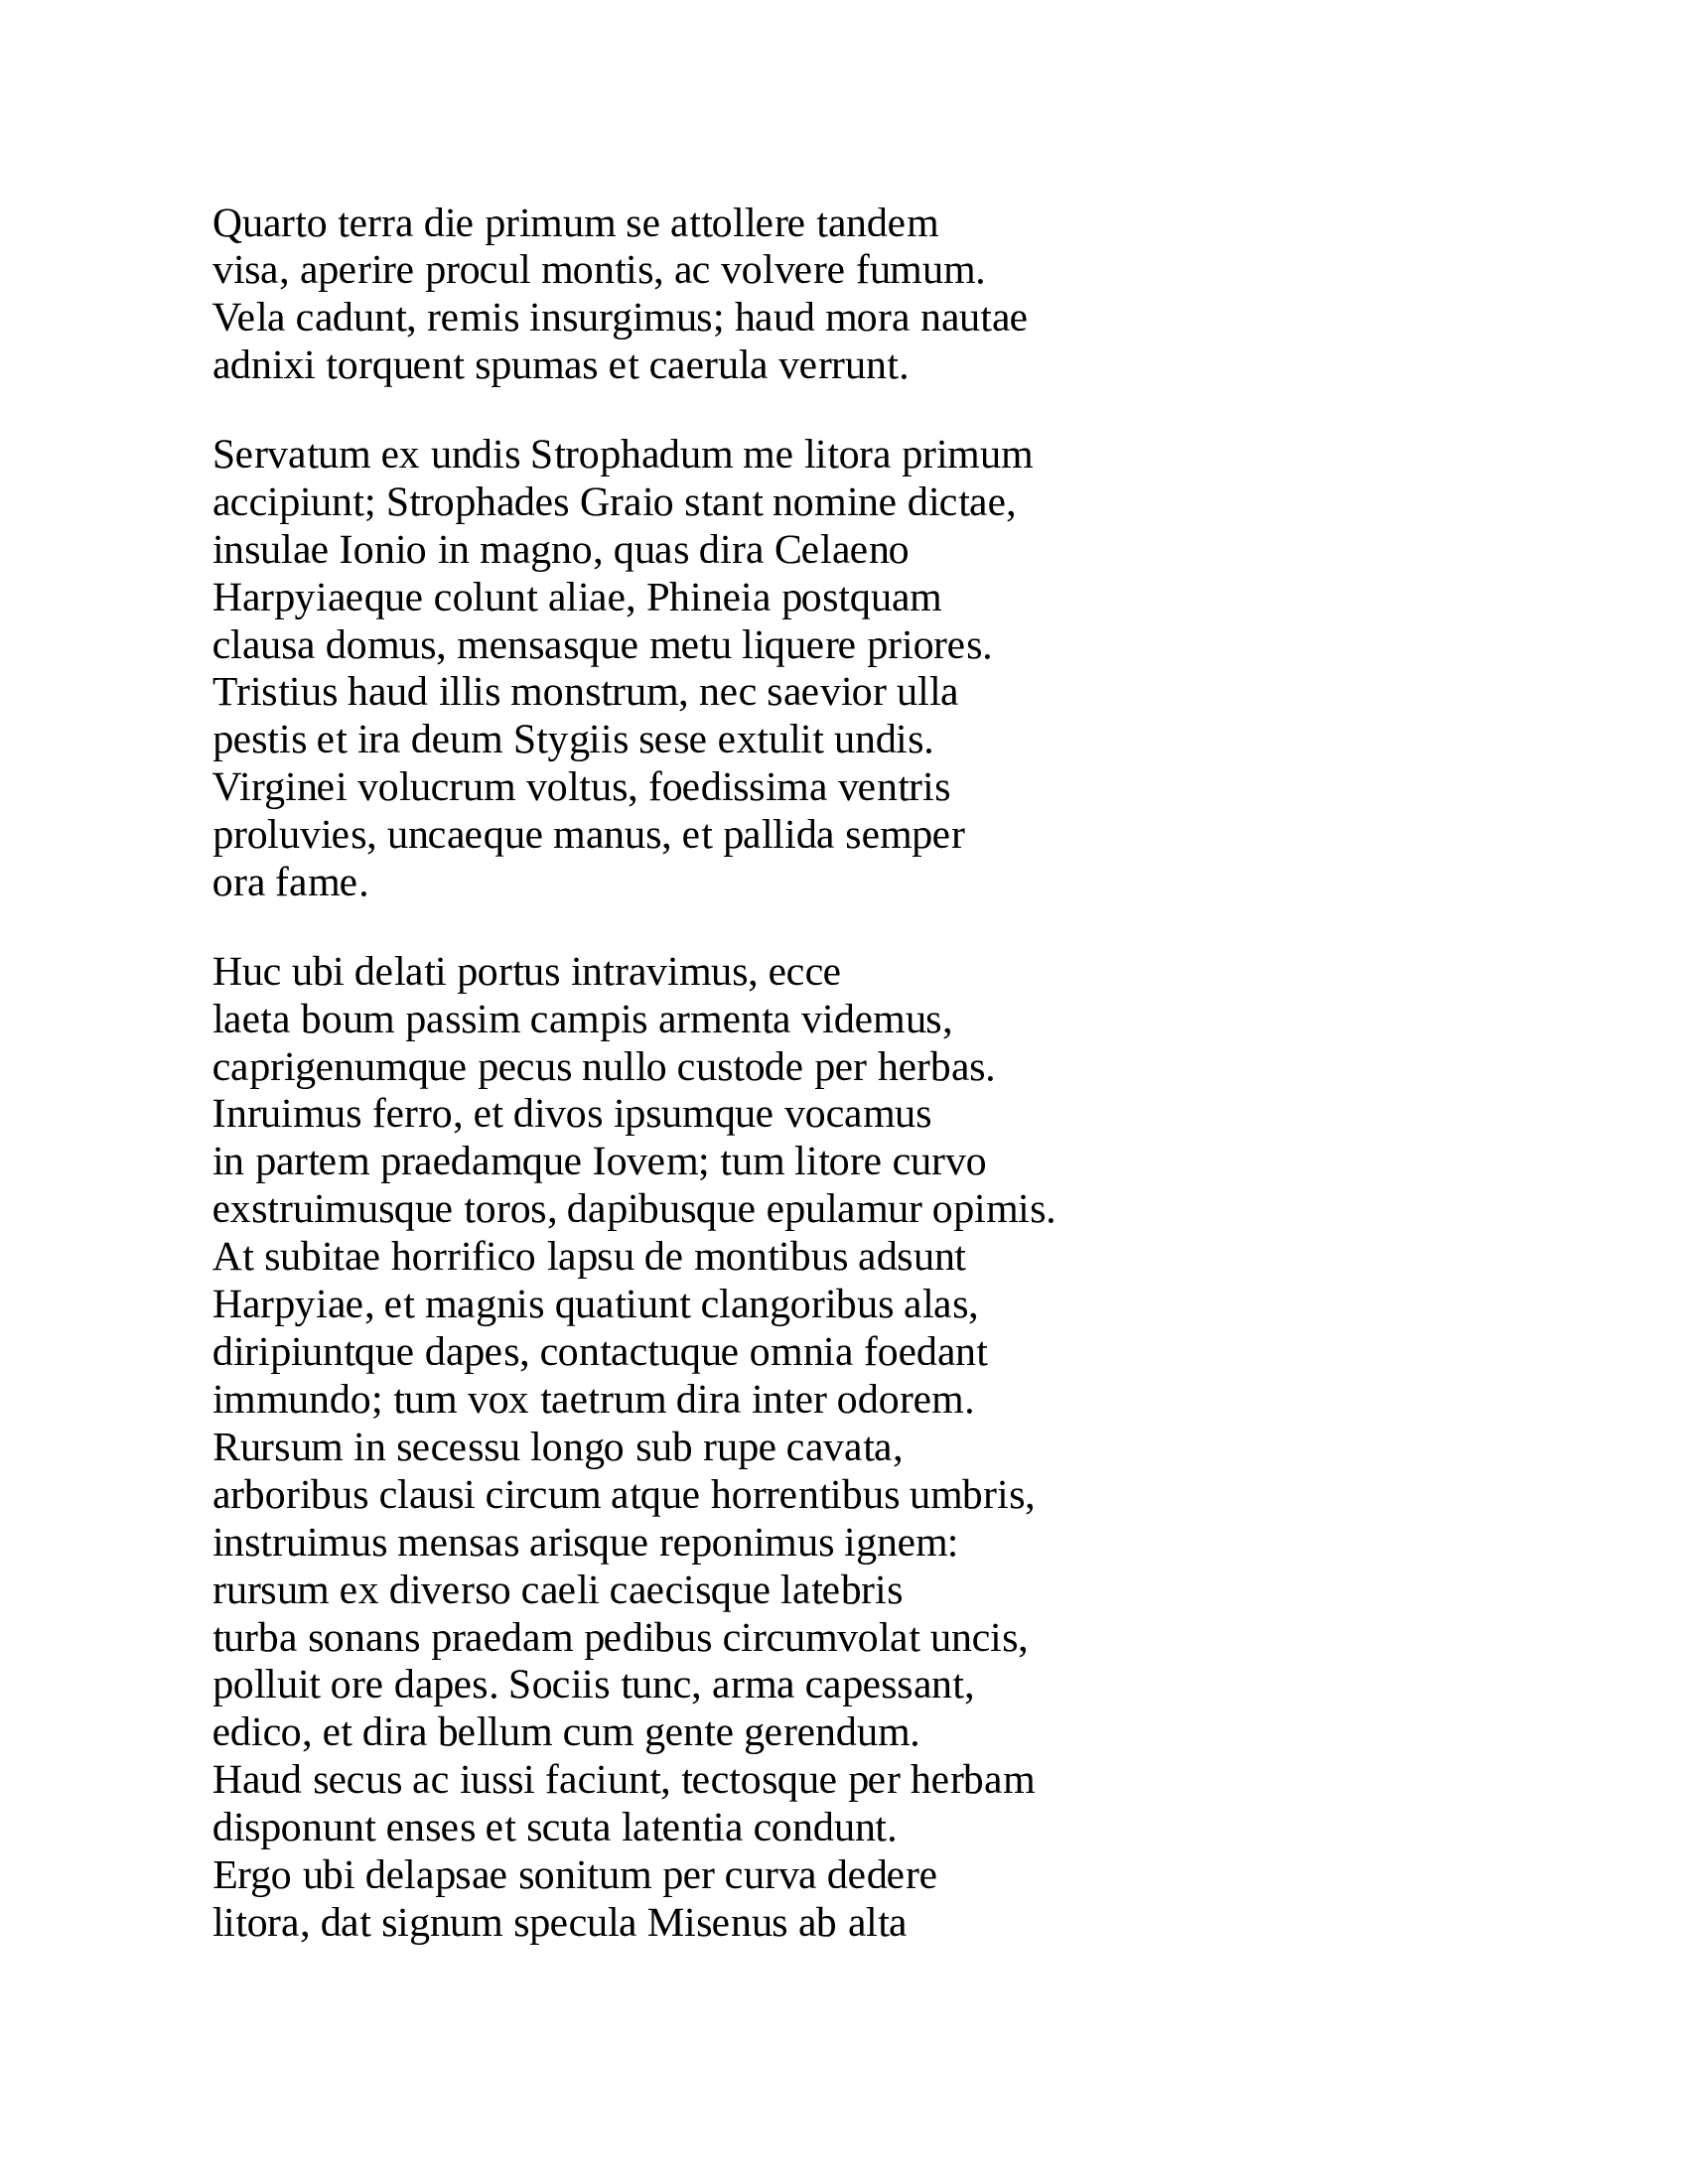 Quarto terra die primum se attollere tandem
visa, aperire procul montis, ac volvere fumum.
Vela cadunt, remis insurgimus; haud mora nautae
adnixi torquent spumas et caerula verrunt.

Servatum ex undis Strophadum me litora primum
accipiunt; Strophades Graio stant nomine dictae,
insulae Ionio in magno, quas dira Celaeno
Harpyiaeque colunt aliae, Phineia postquam
clausa domus, mensasque metu liquere priores.
Tristius haud illis monstrum, nec saevior ulla
pestis et ira deum Stygiis sese extulit undis.
Virginei volucrum voltus, foedissima ventris
proluvies, uncaeque manus, et pallida semper
ora fame.

Huc ubi delati portus intravimus, ecce
laeta boum passim campis armenta videmus,
caprigenumque pecus nullo custode per herbas.
Inruimus ferro, et divos ipsumque vocamus
in partem praedamque Iovem; tum litore curvo
exstruimusque toros, dapibusque epulamur opimis.
At subitae horrifico lapsu de montibus adsunt
Harpyiae, et magnis quatiunt clangoribus alas,
diripiuntque dapes, contactuque omnia foedant
immundo; tum vox taetrum dira inter odorem.
Rursum in secessu longo sub rupe cavata,
arboribus clausi circum atque horrentibus umbris,
instruimus mensas arisque reponimus ignem:
rursum ex diverso caeli caecisque latebris
turba sonans praedam pedibus circumvolat uncis,
polluit ore dapes. Sociis tunc, arma capessant,
edico, et dira bellum cum gente gerendum.
Haud secus ac iussi faciunt, tectosque per herbam
disponunt enses et scuta latentia condunt.
Ergo ubi delapsae sonitum per curva dedere
litora, dat signum specula Misenus ab alta